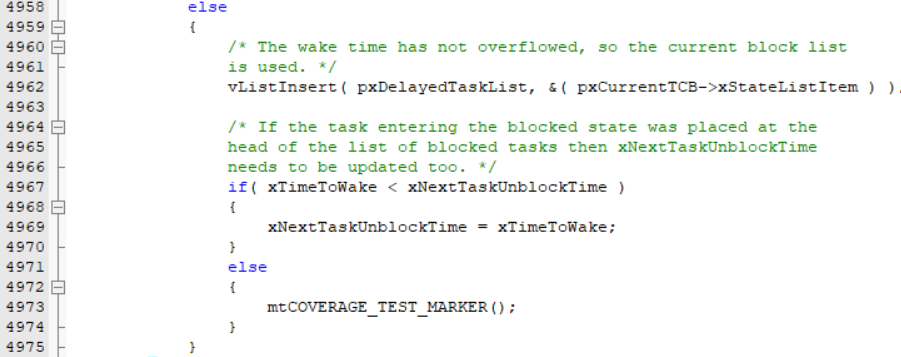 4958 else
4959 {
4960 /* The wake time has not overflowed, so the current block list
4961 is used. */
4962 vListInsert( pxDelayedTaskList, &( pxCurrentTCB->xStateListItem ) );
4963
4964 /* If the task entering the blocked state was placed at the
4965 head of the list of blocked tasks then xNextTaskUnblockTime
4966 needs to be updated too. */
4967 if( xTimeToWake < xNextTaskUnblockTime )
4968 {
4969 xNextTaskUnblockTime = xTimeToWake;
4970 }
4971 else
4972 {
4973 mtCOVERAGE_TEST_MARKER();
4974 }
4975 }